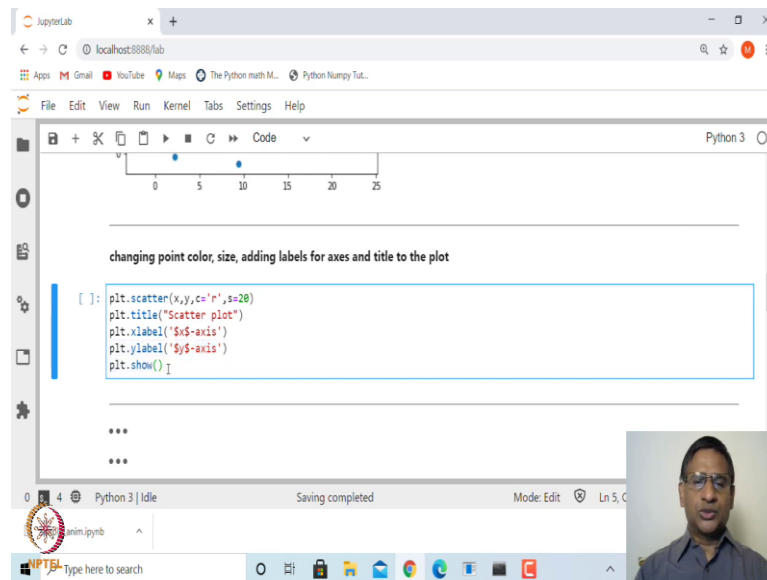 JupyterLab
localhost:8888/lab
M
Apps Gmail YouTube Maps The Python math M... Python Numpy Tut...
File Edit View Run Kernel Tabs Settings Help
Code Python 3
0
0 5 10 15 20 25
changing point color, size, adding labels for axes and title to the plot
[ ]: plt.scatter(x,y,c='r',s=20)
plt.title("Scatter plot")
plt.xlabel('$x$-axis')
plt.ylabel('$y$-axis')
plt.show()
0 4 Python 3 | Idle Saving completed Mode: Edit Ln 5, C
anim.ipynb
NPTEL Type here to search